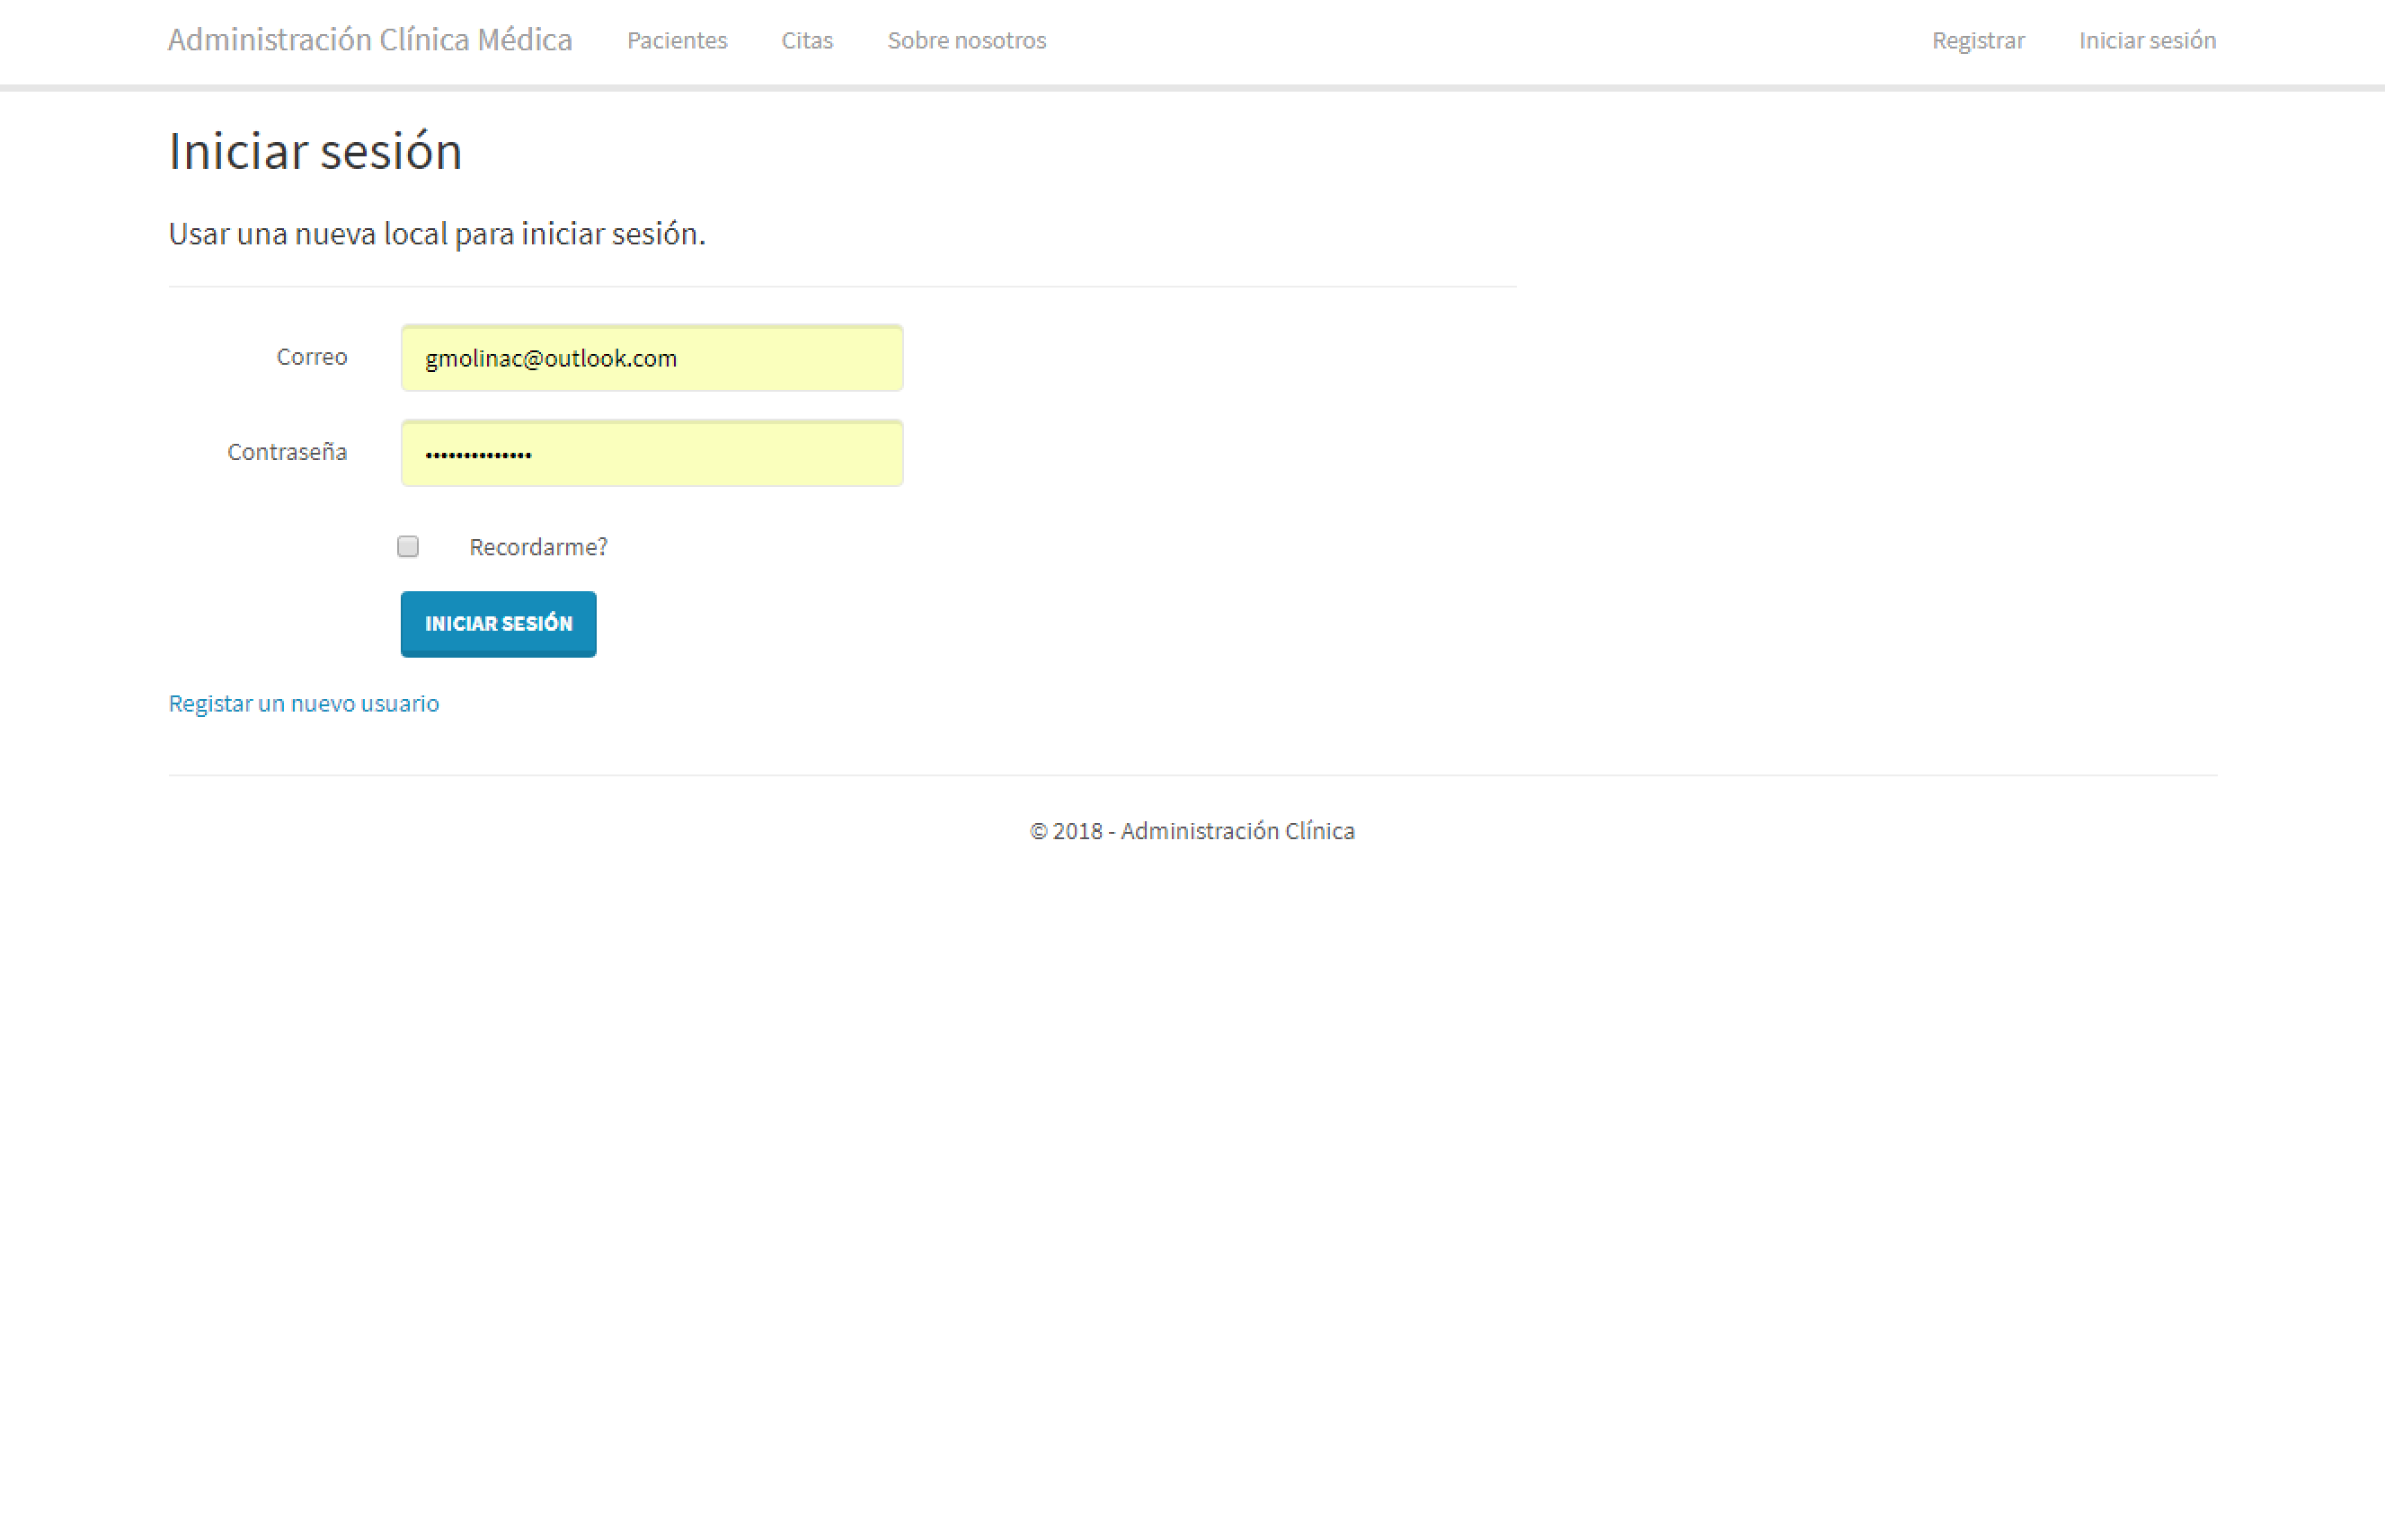 Administración Clínica Médica Pacientes Citas Sobre nosotros Registrar Iniciar sesión
Iniciar sesión
Usar una nueva local para iniciar sesión.
Correo gmolinac@outlook.com
Contraseña ••••••••••••••
Recordarme?
INICIAR SESIÓN
Registar un nuevo usuario
© 2018 - Administración Clínica